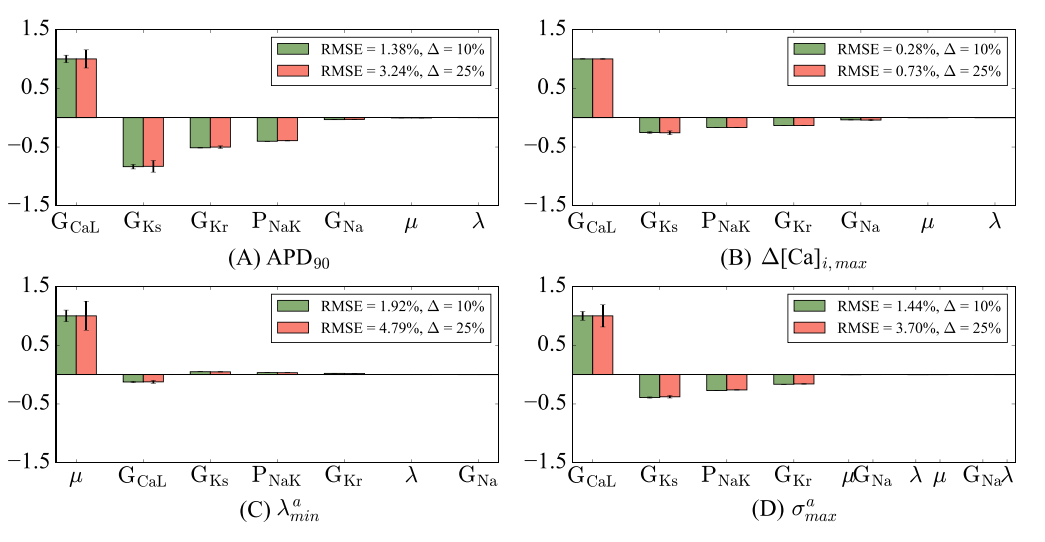 1.5
0.5
−0.5
−1.5
RMSE = 1.38%, Δ = 10%
RMSE = 3.24%, Δ = 25%
G_CaL G_Ks G_Kr P_NaK G_Na μ λ
(A) APD_90
1.5
0.5
−0.5
−1.5
RMSE = 0.28%, Δ = 10%
RMSE = 0.73%, Δ = 25%
G_CaL G_Ks P_NaK G_Kr G_Na μ λ
(B) Δ[Ca]_i, max
1.5
0.5
−0.5
−1.5
RMSE = 1.92%, Δ = 10%
RMSE = 4.79%, Δ = 25%
μ G_CaL G_Ks P_NaK G_Kr λ G_Na
(C) λ^a_min
1.5
0.5
−0.5
−1.5
RMSE = 1.44%, Δ = 10%
RMSE = 3.70%, Δ = 25%
G_CaL G_Ks P_NaK G_Kr μG_Na λ μ G_Naλ
(D) σ^a_max